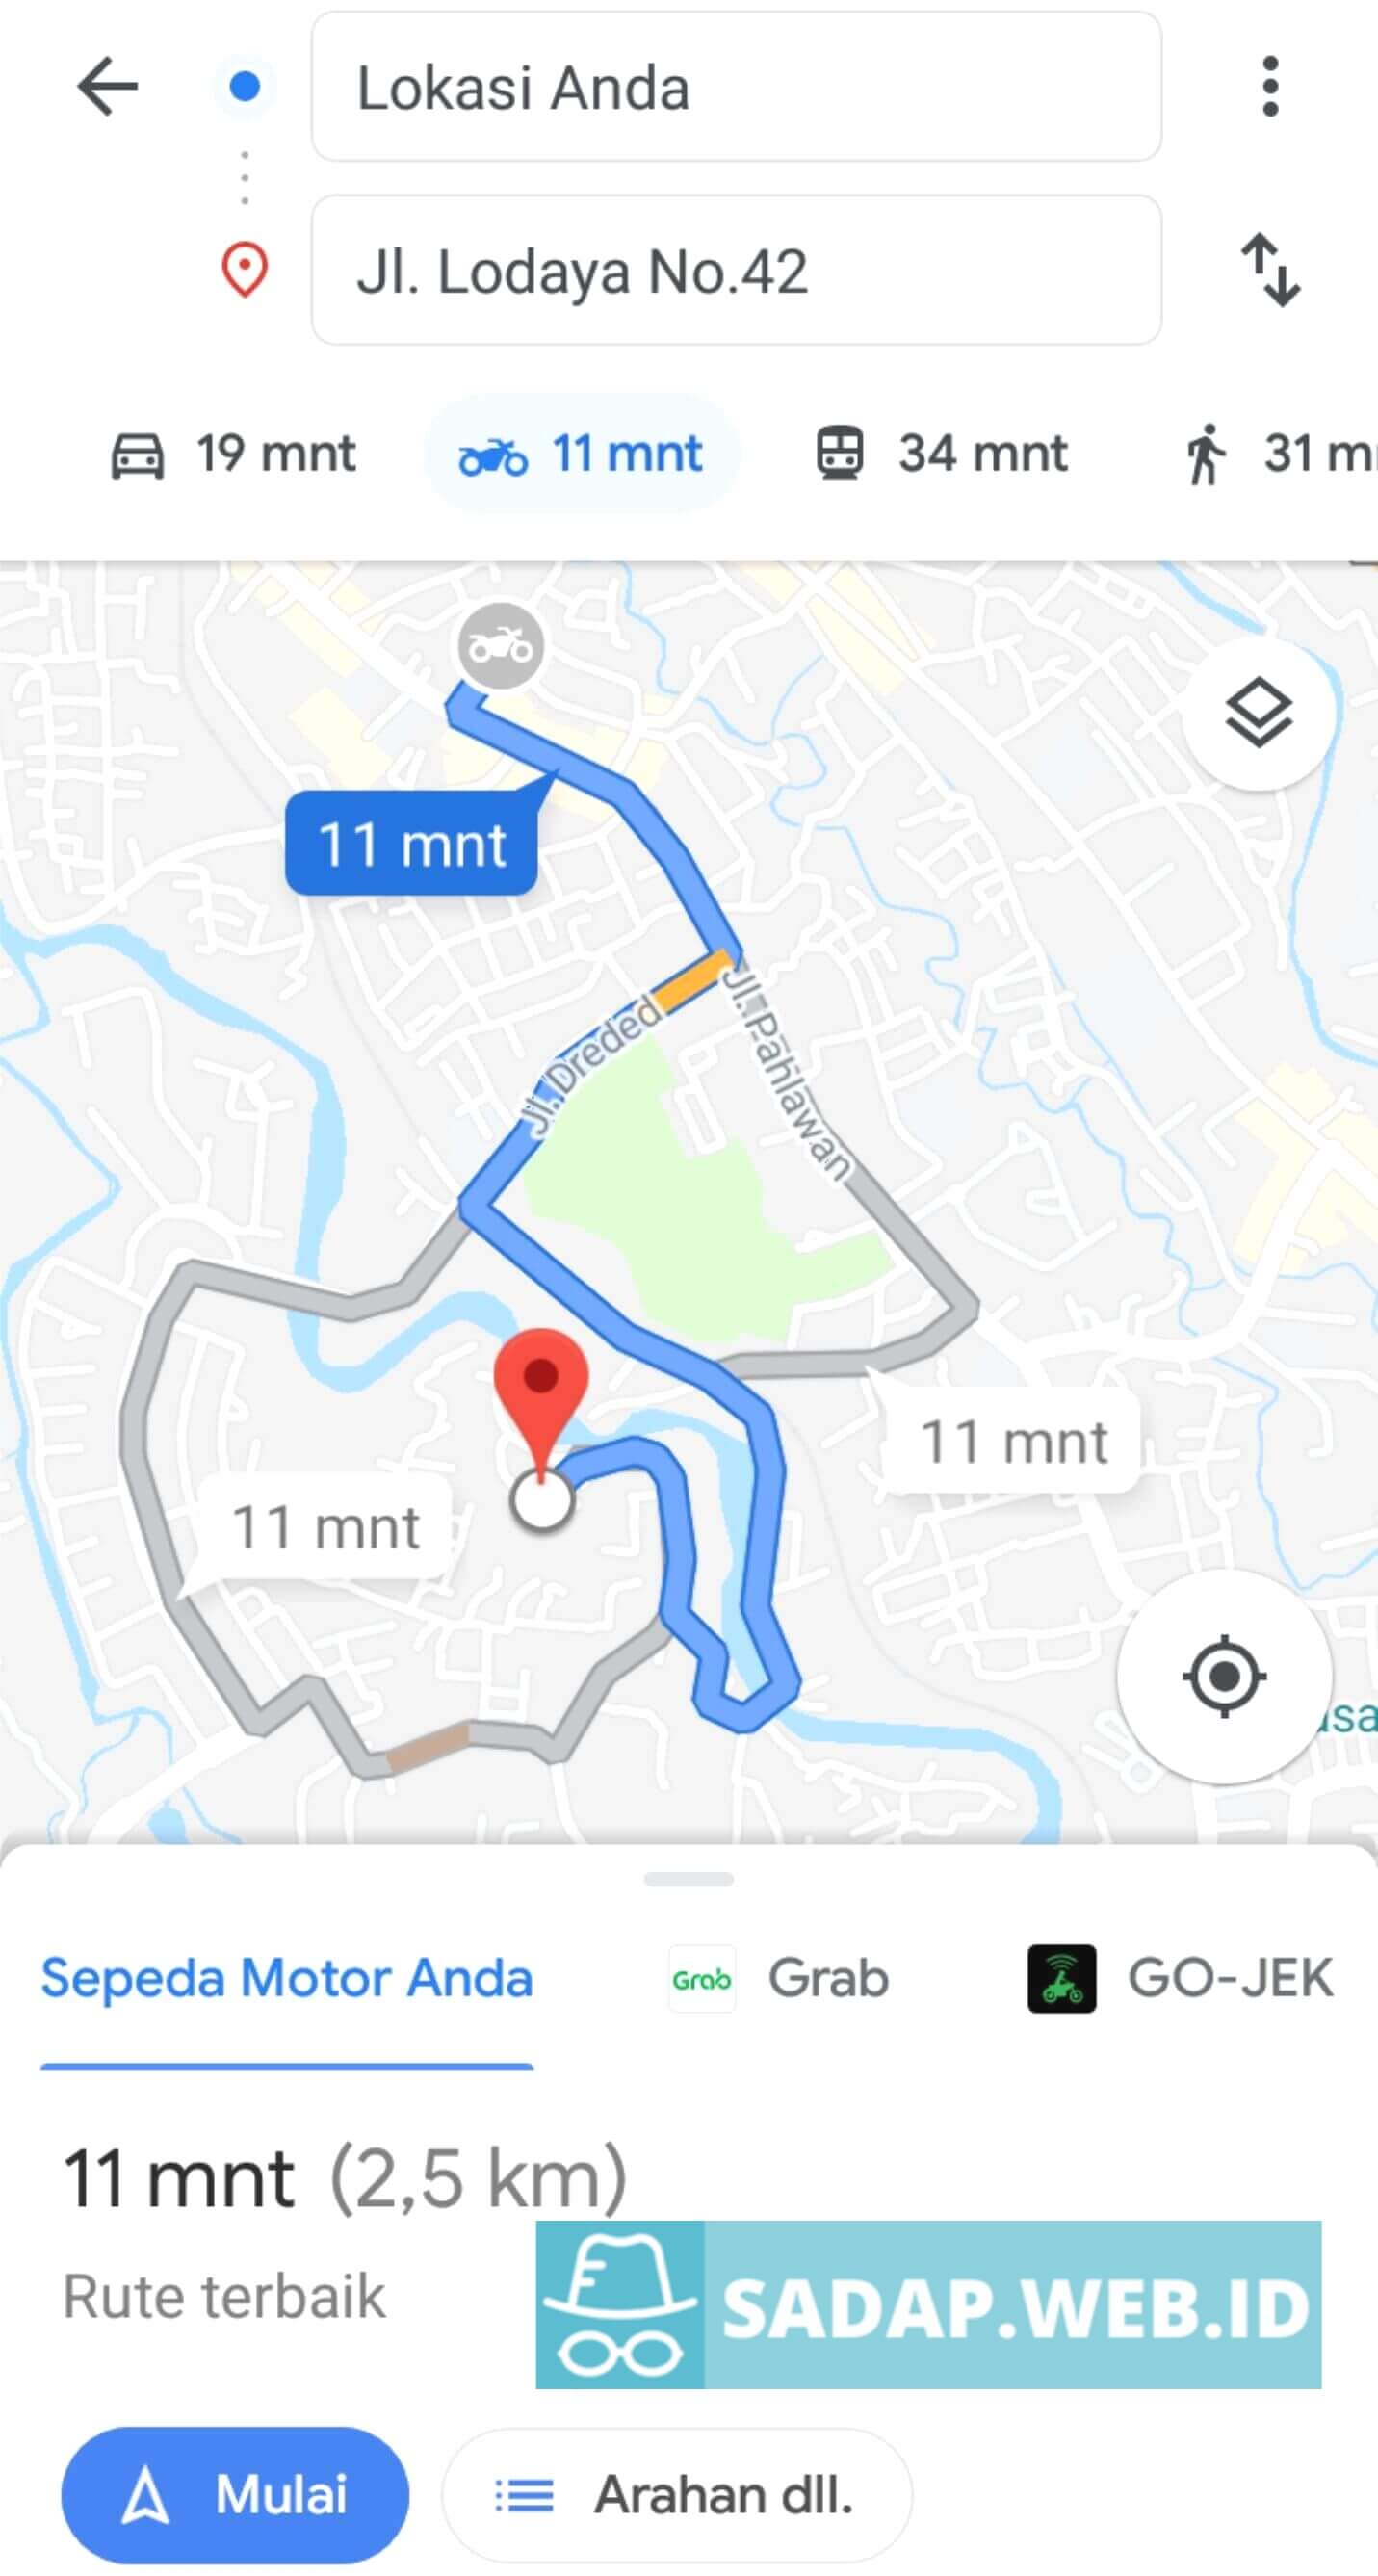 Lokasi Anda
Jl. Lodaya No.42
19 mnt
11 mnt
34 mnt
31 m
11 mnt
Jl. Dreded
Jl. Pahlawan
11 mnt
11 mnt
Sepeda Motor Anda
Grab
Grab
GO-JEK
11 mnt (2,5 km)
Rute terbaik
SADAP.WEB.ID
Mulai
Arahan dll.